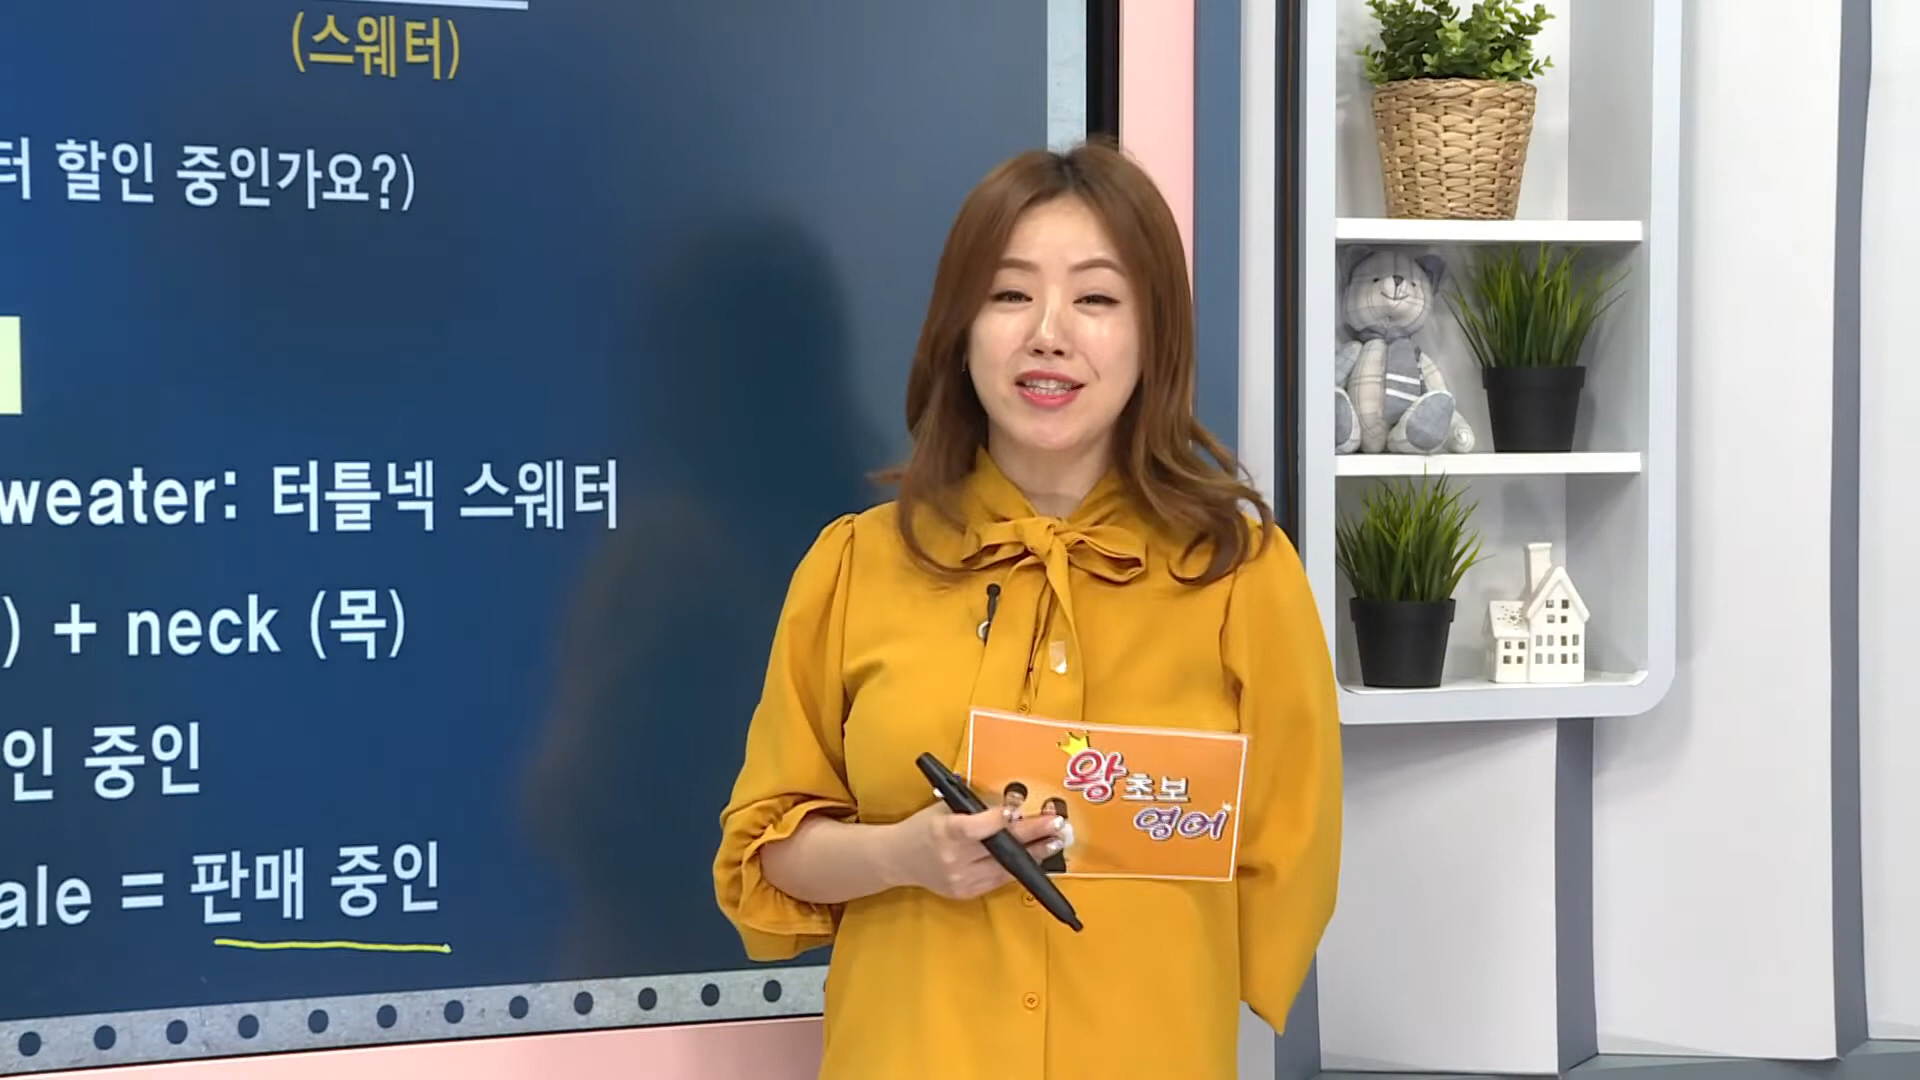 (스웨터)
터 할인 중인가요?)
weater: 터틀넥 스웨터
) + neck (목)
인 중인
ale = 판매 중인
왕초보
영어